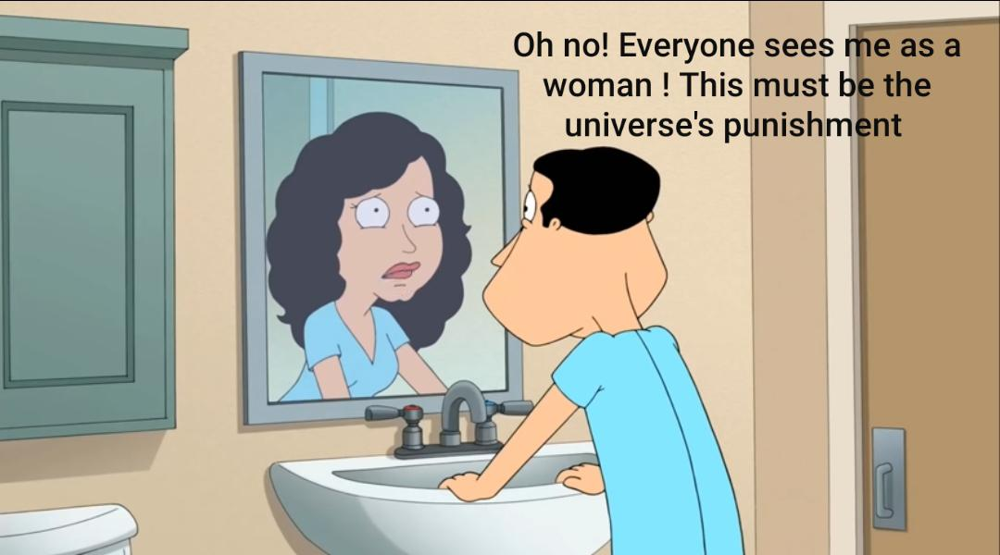 Oh no! Everyone sees me as a
woman ! This must be the
universe's punishment